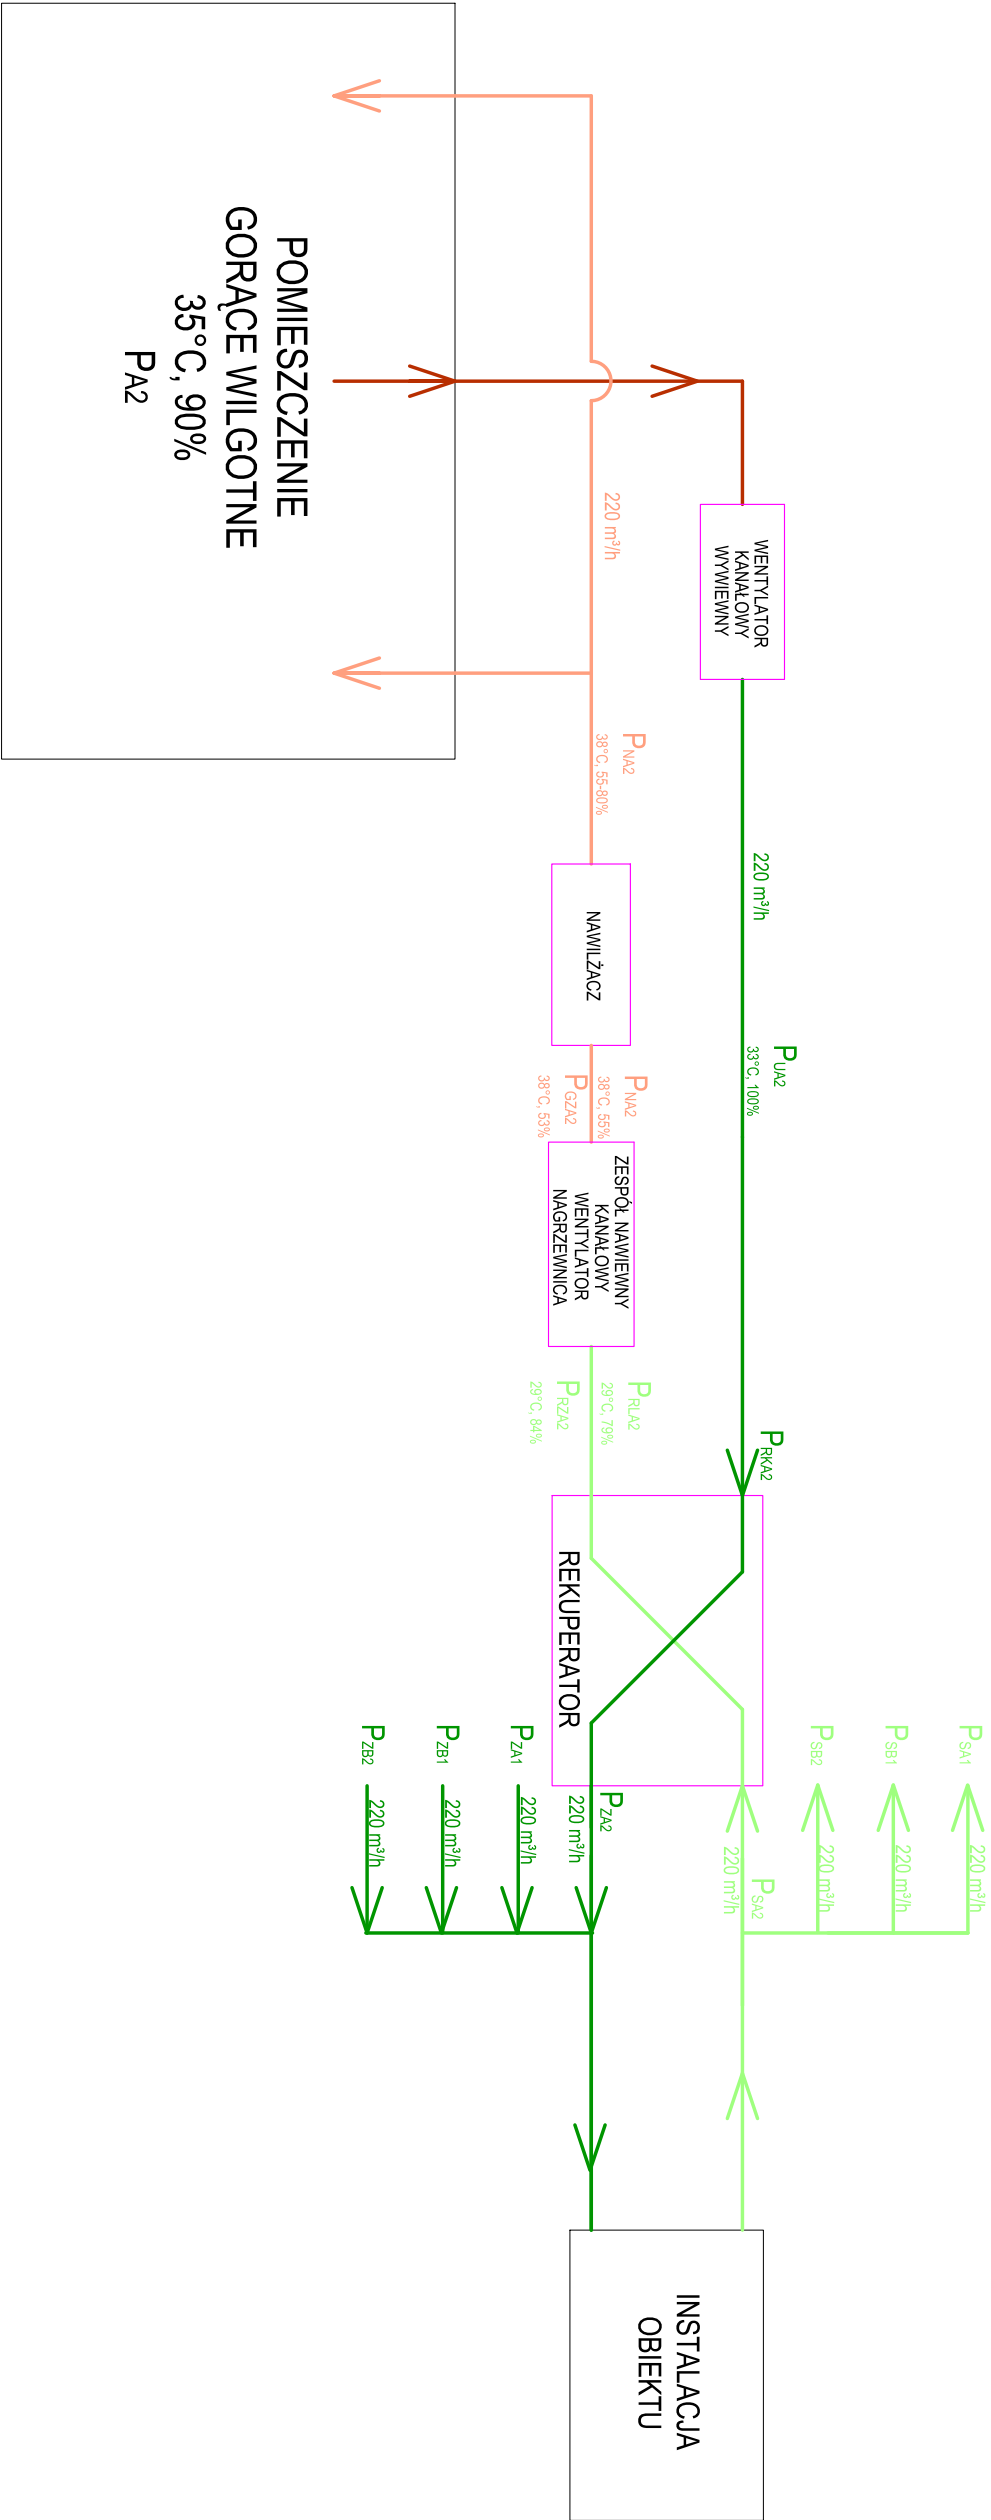 POMIESZCZENIE
GORĄCE WILGOTNE
35°C, 90%
PA2
220 m³/h
WENTYLATOR
KANAŁOWY
WYWIEWNY
PNA2
38°C, 55-80%
220 m³/h
NAWILŻACZ
PUA2
33°C, 100%
PNA2
38°C, 55%
PGZA2
38°C, 53%
ZESPÓŁ NAWIEWNY
KANAŁOWY
WENTYLATOR
NAGRZEWNICA
PRLA2
29°C, 79%
PRZA2
29°C, 84%
PRKA2
REKUPERATOR
PSA1
220 m³/h
PSB1
220 m³/h
PSB2
220 m³/h
PSA2
220 m³/h
PZA2
220 m³/h
PZA1
220 m³/h
PZB1
220 m³/h
PZB2
220 m³/h
INSTALACJA
OBIEKTU